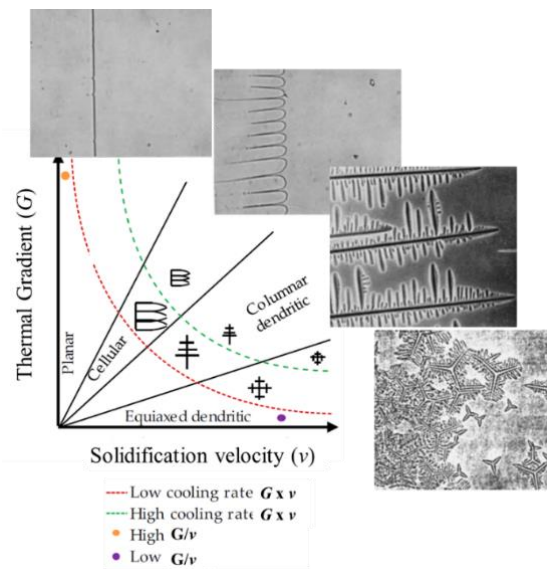 Thermal Gradient (G)
Planar
Cellular
Columnar
dendritic
Equiaxed dendritic
Solidification velocity (v)
Low cooling rate G x v
High cooling rate G x v
High G/v
Low G/v